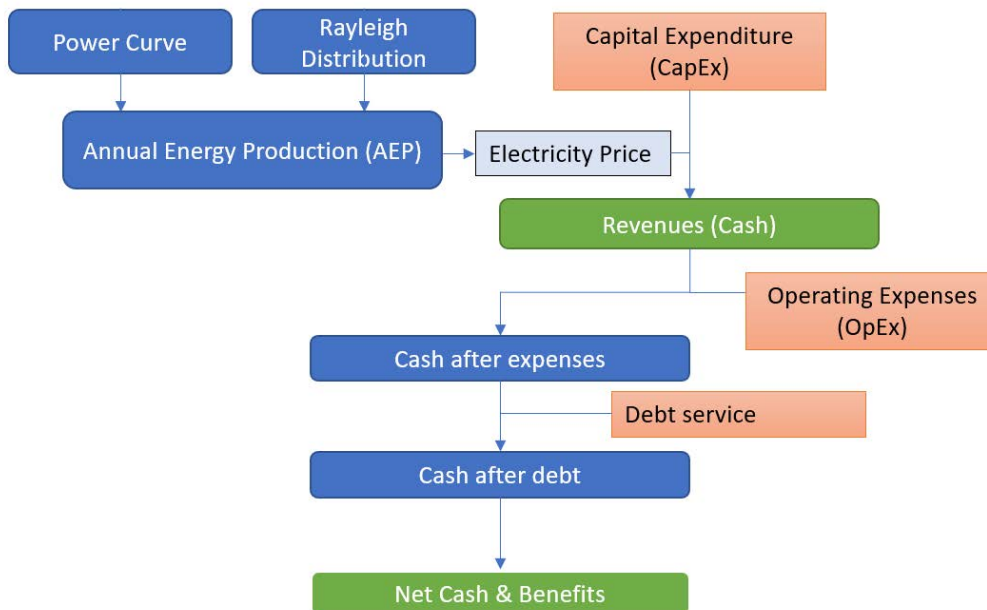 Power Curve
Rayleigh
Distribution
Capital Expenditure
(CapEx)
Annual Energy Production (AEP)
Electricity Price
Revenues (Cash)
Operating Expenses
(OpEx)
Cash after expenses
Debt service
Cash after debt
Net Cash & Benefits